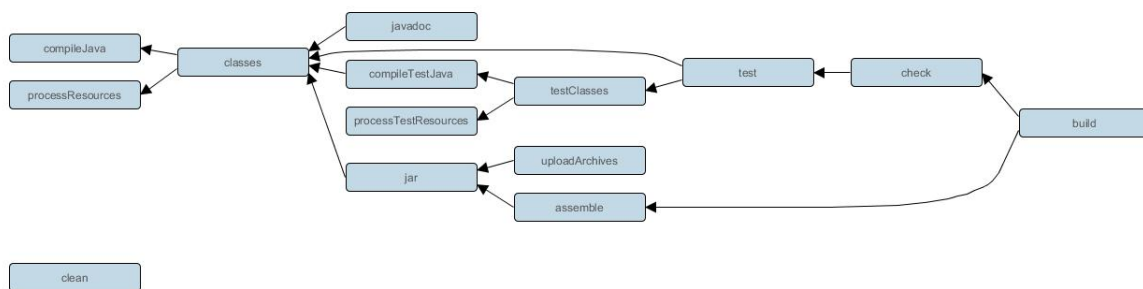 javadoc
compileJava
classes
compileTestJava
test
check
processResources
testClasses
processTestResources
build
uploadArchives
jar
assemble
clean